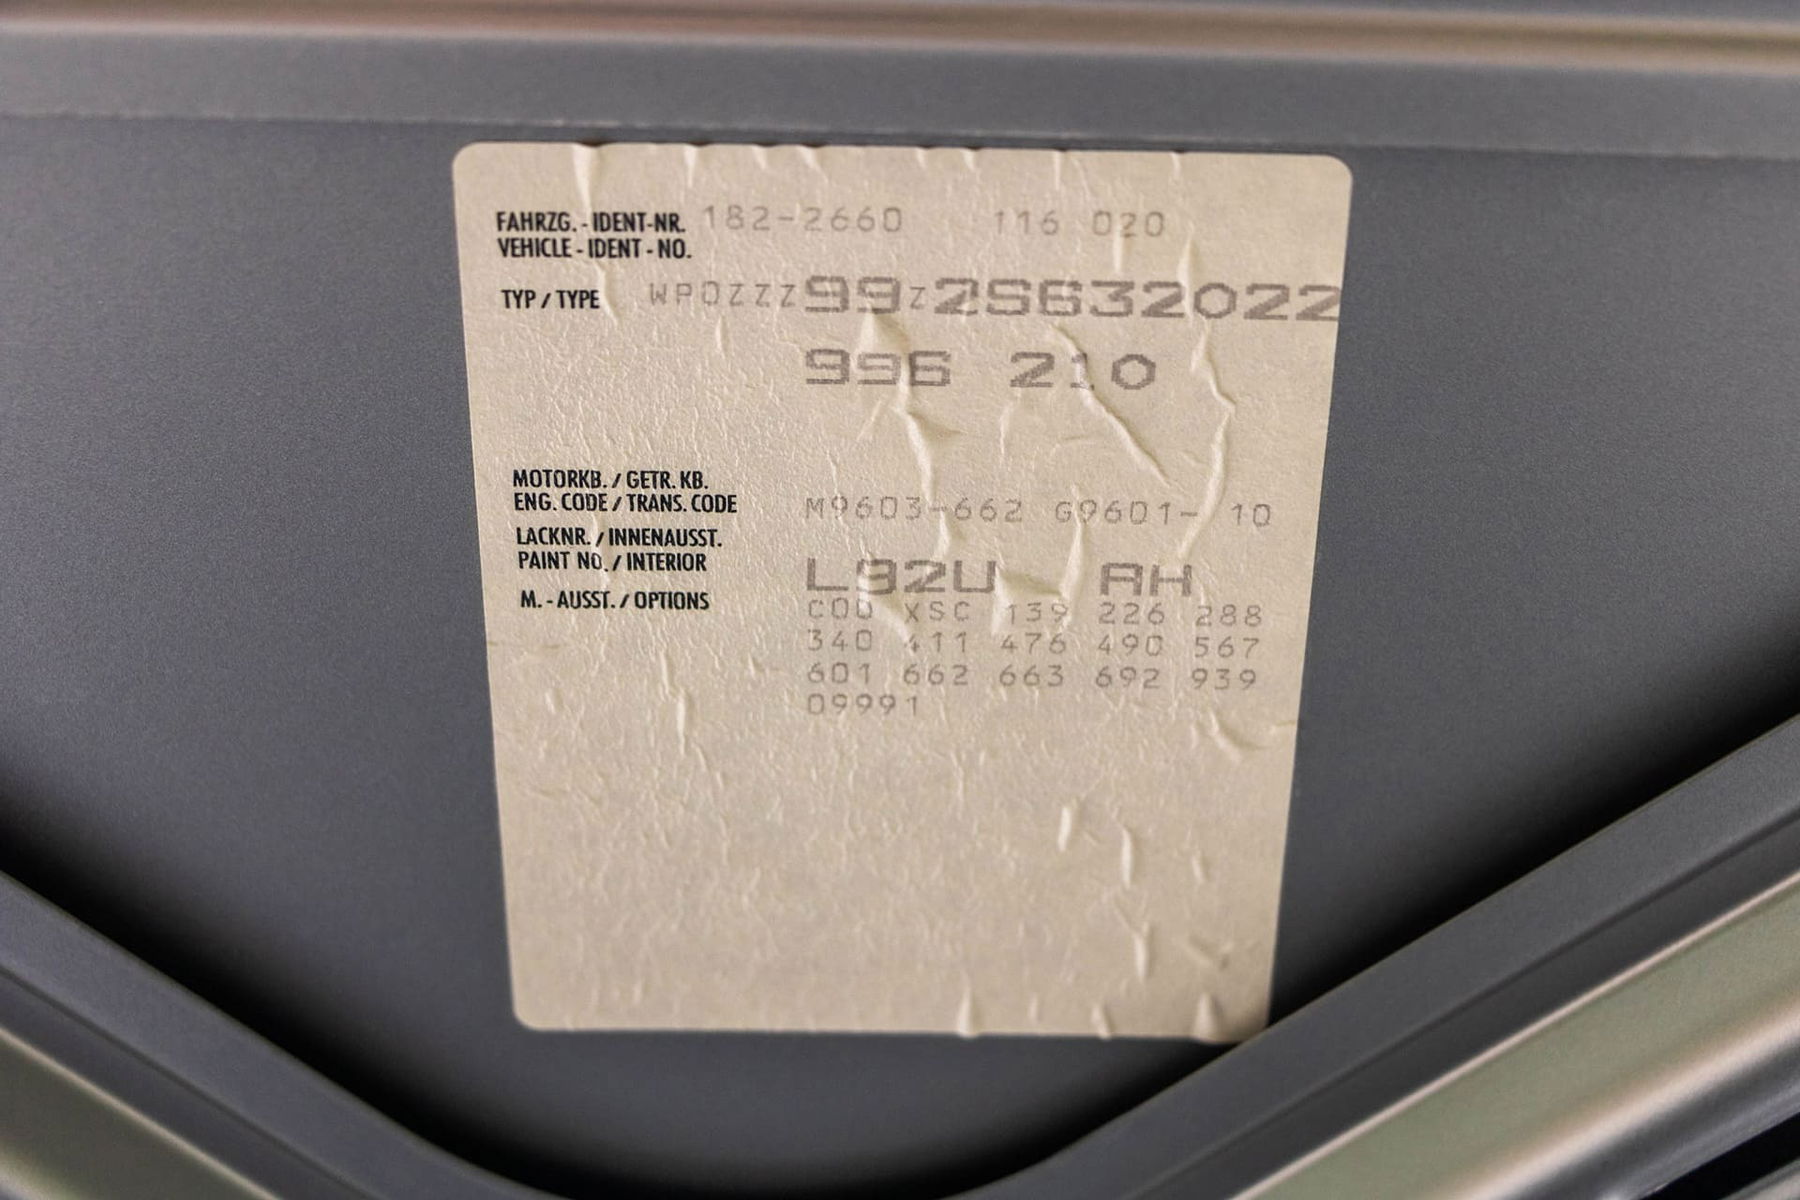 FAHRZG. - IDENT-NR. 182-2660 116 020
VEHICLE - IDENT - NO.
TYP / TYPE WP0ZZZ99Z2S632022
996 210
MOTORKB. / GETR. KB.
ENG. CODE / TRANS. CODE M9603-662 G9601- 10
LACKNR. / INNENAUSST.
PAINT NO. / INTERIOR L92U AH
M. - AUSST. / OPTIONS C00 XSC 139 226 288
340 411 476 490 567
601 662 663 692 939
09991